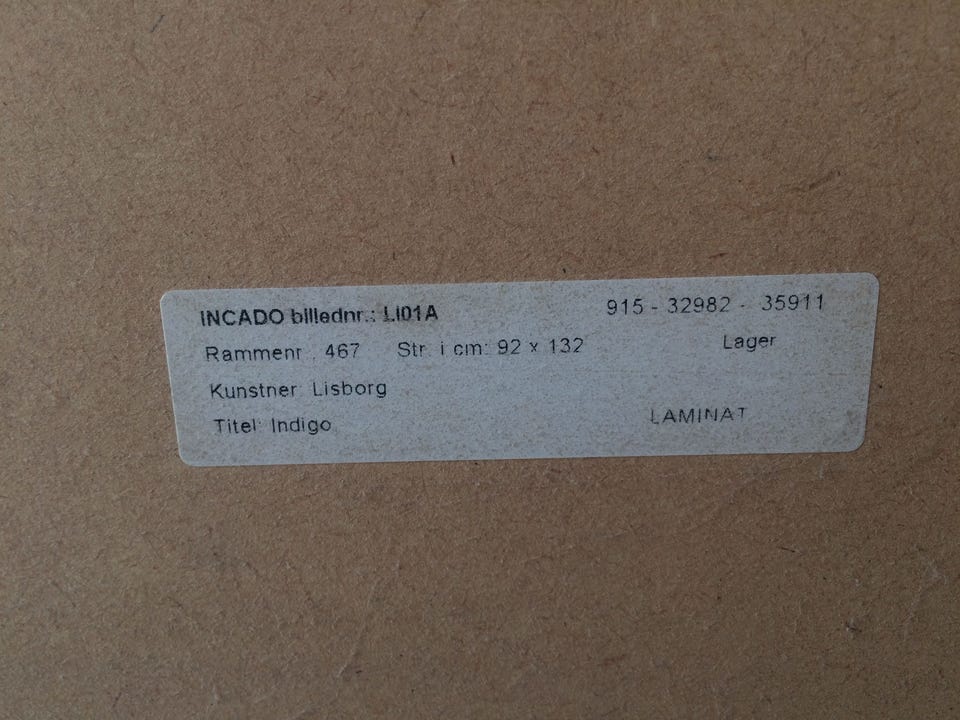 INCADO billednr.: LI01A 915 - 32982 - 35911
Rammenr.: 467 Str. i cm: 92 x 132 Lager
Kunstner: Lisborg
Titel: Indigo LAMINAT